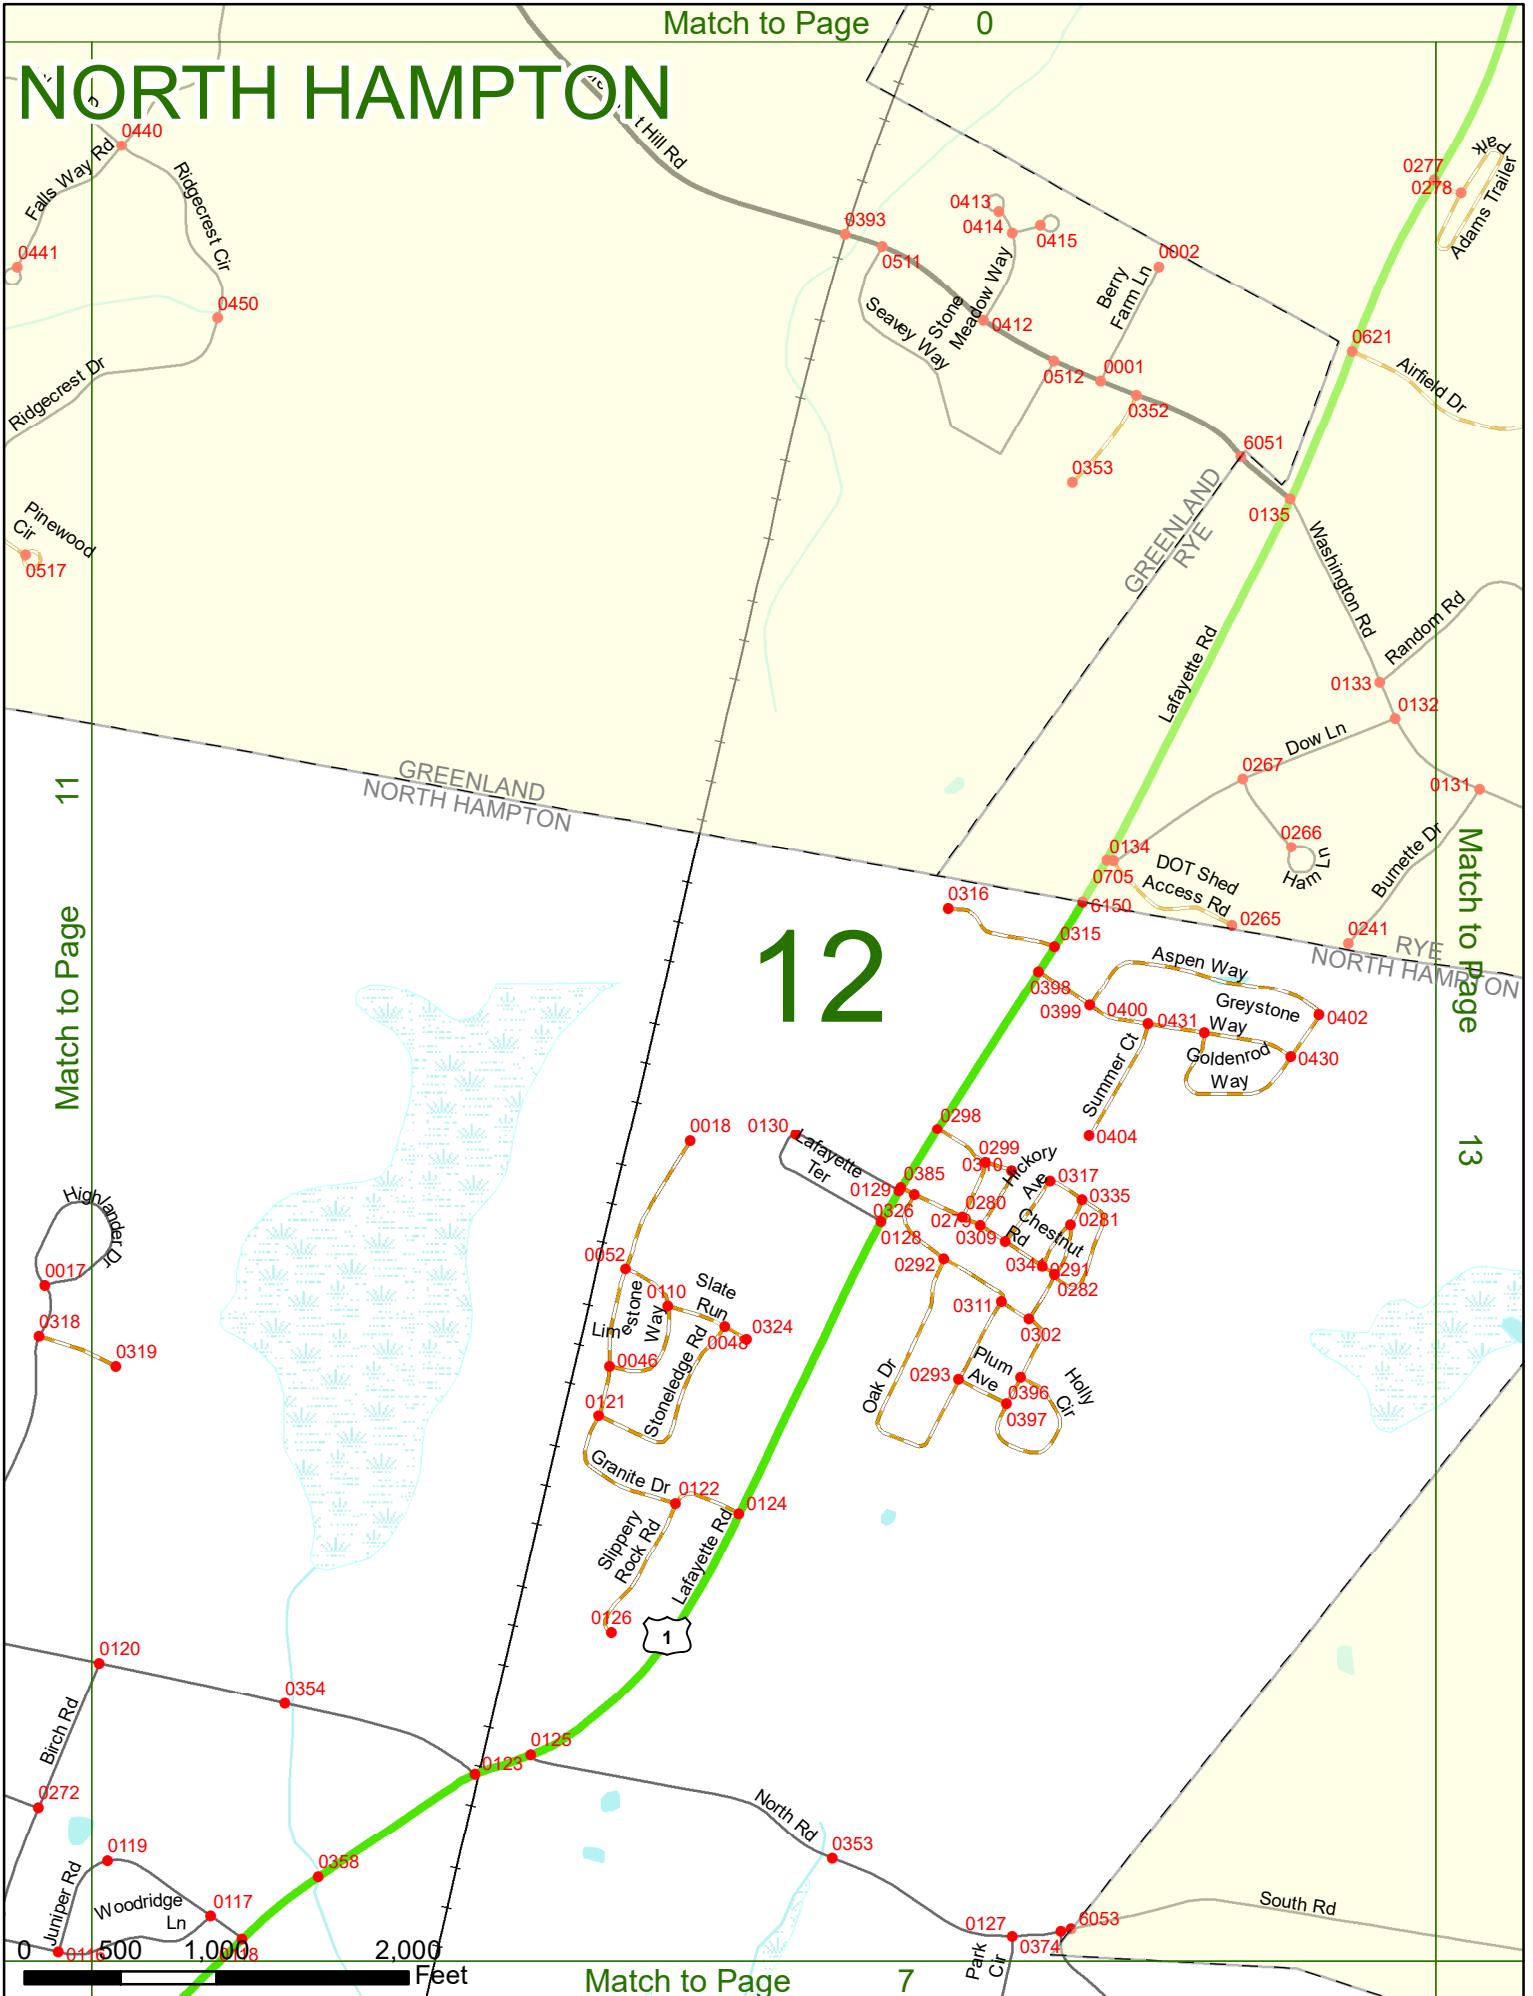 Match to Page 0
NORTH HAMPTON
t Hill Rd
0440
Falls Way Rd
Ridgecrest Cir
0441
0450
Ridgecrest Dr
Pinewood
Cir
0517
0393
0511
0413
0414
0415
Stone
Meadow Way
Seavey Way
0412
Berry
Farm Ln
0002
0512
0001
0352
0353
6051
0135
0277
0278
Park
Adams Trailer
0621
Airfield Dr
GREENLAND
RYE
Washington Rd
Random Rd
Lafayette Rd
0133
0132
Dow Ln
0267
0131
0266
Ham Ln
Burnette Dr
0134
0705
DOT Shed
Access Rd
6150
0265
0241
RYE
NORTH HAMPTON
GREENLAND
NORTH HAMPTON
11
Match to Page
Match to Page
13
12
0316
0315
0398
0399
Aspen Way
0400
0431
Greystone
Way
0402
Goldenrod
Way
0430
Summer Ct
0404
0298
0018
0130
Lafayette
Ter
0299
0310
Hickory
Ave
0385
0129
0317
0335
0326
0280
0279
0281
0128
0309
Chestnut
Rd
0292
0291
0282
0311
0302
Oak Dr
0293
Plum
Ave
0396
0397
Holly
Cir
Highlander Dr
0017
0318
0319
0052
0110
Slate
Run
Limestone
Way
0324
0048
0046
Stoneledge Rd
0121
Granite Dr
0122
0124
Slippery
Rock Rd
Lafayette Rd
0126
1
0120
0354
Birch Rd
0125
0123
0272
North Rd
0353
0119
0358
Juniper Rd
Woodridge
Ln
0117
0116
0118
0127
0374
6053
South Rd
Park
Cir
0 500 1,000 2,000
Feet
Match to Page 7